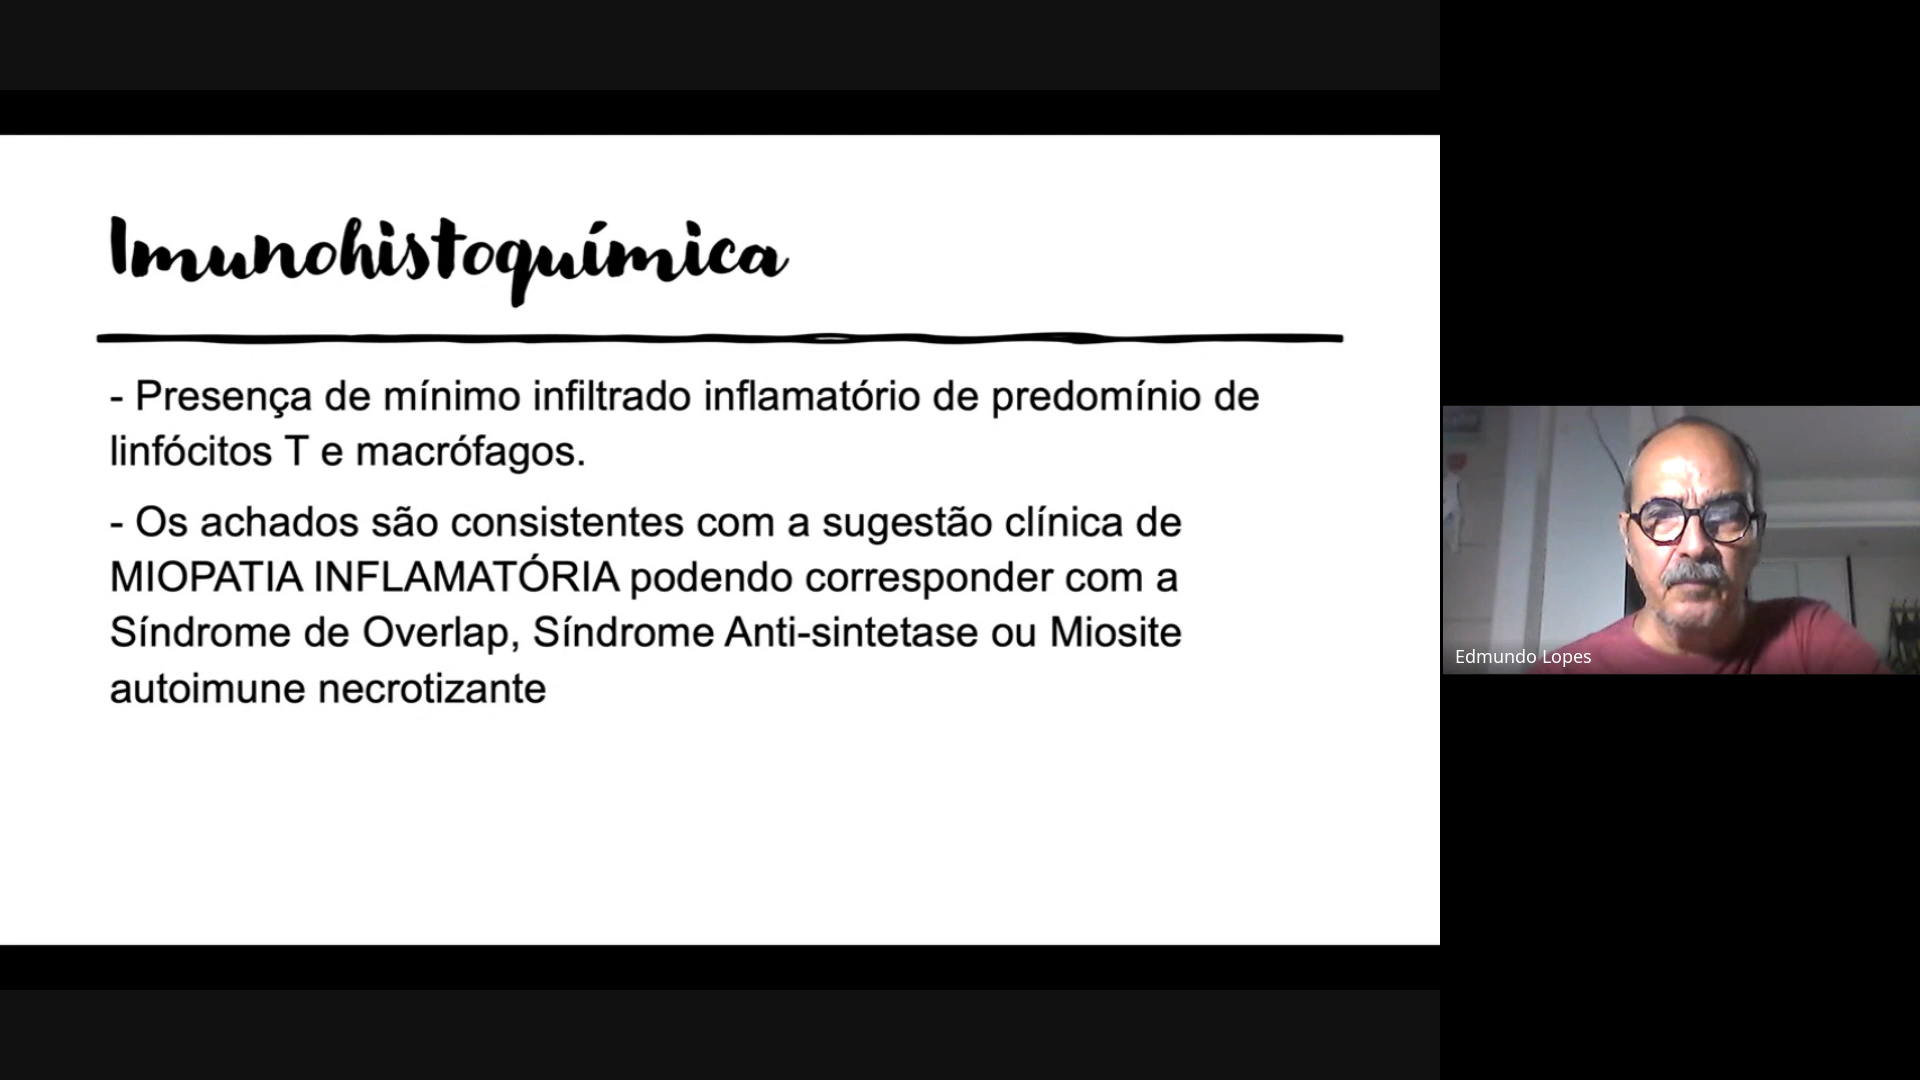 Imunohistoquímica
- Presença de mínimo infiltrado inflamatório de predomínio de
linfócitos T e macrófagos.
- Os achados são consistentes com a sugestão clínica de
MIOPATIA INFLAMATÓRIA podendo corresponder com a
Síndrome de Overlap, Síndrome Anti-sintetase ou Miosite
autoimune necrotizante
Edmundo Lopes